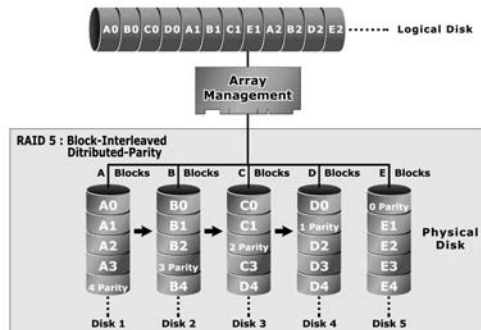 A0 B0 C0 D0 A1 B1 C1 E1 A2 B2 D2 E2
Logical Disk
Array
Management
RAID 5 : Block-Interleaved
Ditributed-Parity
A Blocks B Blocks C Blocks D Blocks E Blocks
A0 B0 C0 D0 0 Parity
A1 B1 C1 1 Parity E1
A2 B2 2 Parity D2 E2
A3 3 Parity C3 D3 E3
4 Parity B4 D4 D4 E4
Physical
Disk
Disk 1 Disk 2 Disk 3 Disk 4 Disk 5